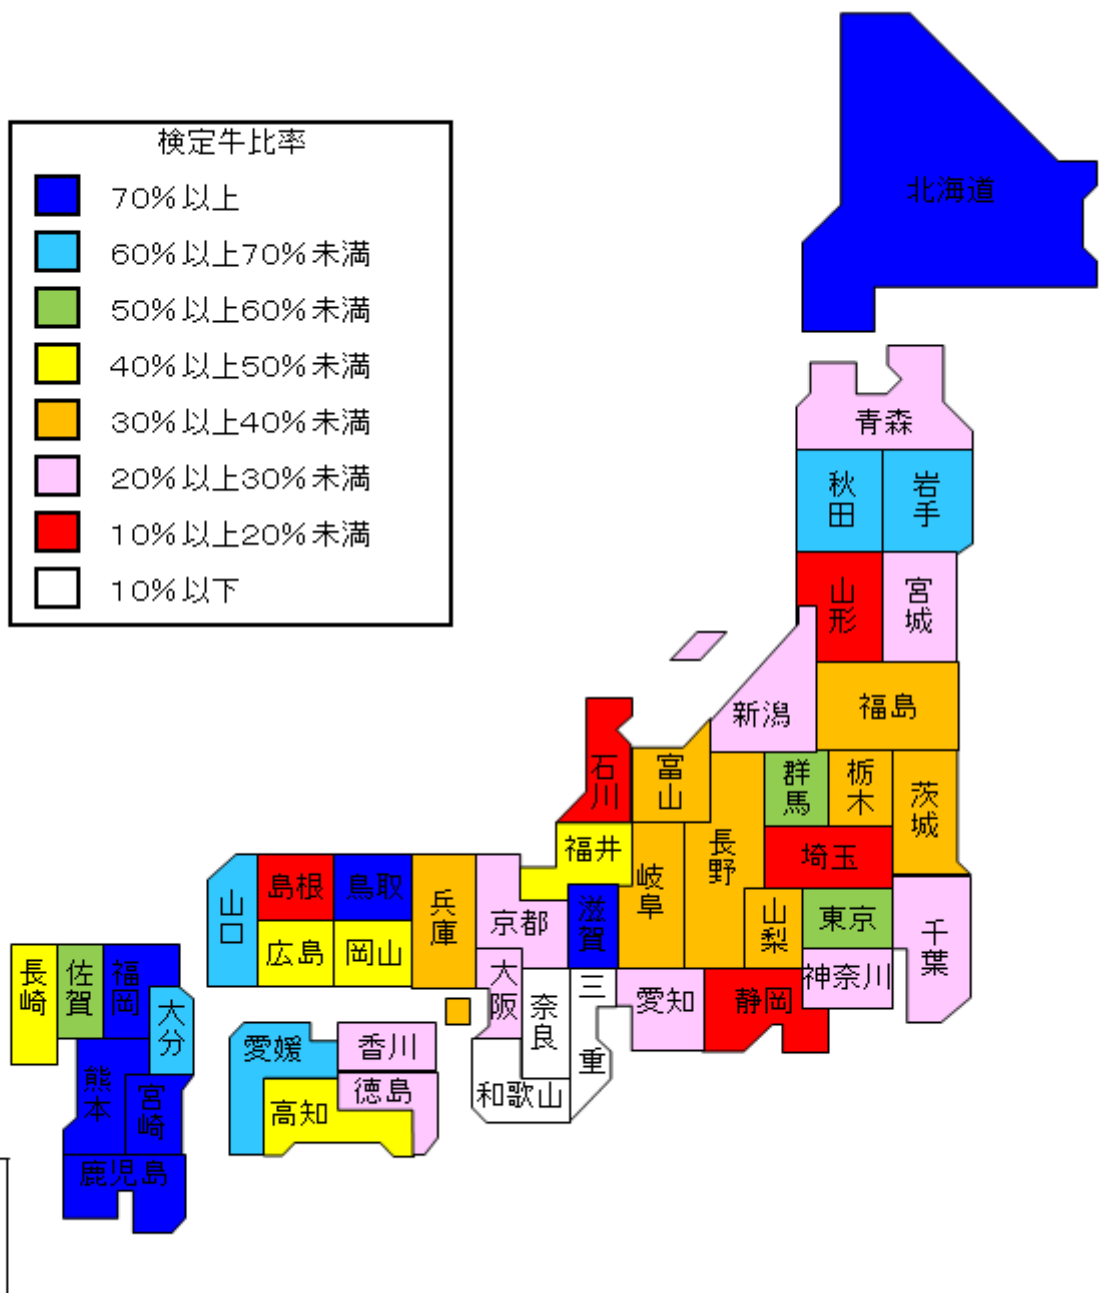 検定牛比率
70%以上
60%以上70%未満
50%以上60%未満
40%以上50%未満
30%以上40%未満
20%以上30%未満
10%以上20%未満
10%以下
北海道
青森
秋田
岩手
山形
宮城
新潟
福島
石川
富山
群馬
栃木
茨城
福井
岐阜
長野
埼玉
山梨
東京
千葉
神奈川
静岡
愛知
山口
島根
鳥取
兵庫
京都
滋賀
広島
岡山
大阪
奈良
三重
和歌山
愛媛
香川
徳島
高知
長崎
佐賀
福岡
大分
熊本
宮崎
鹿児島